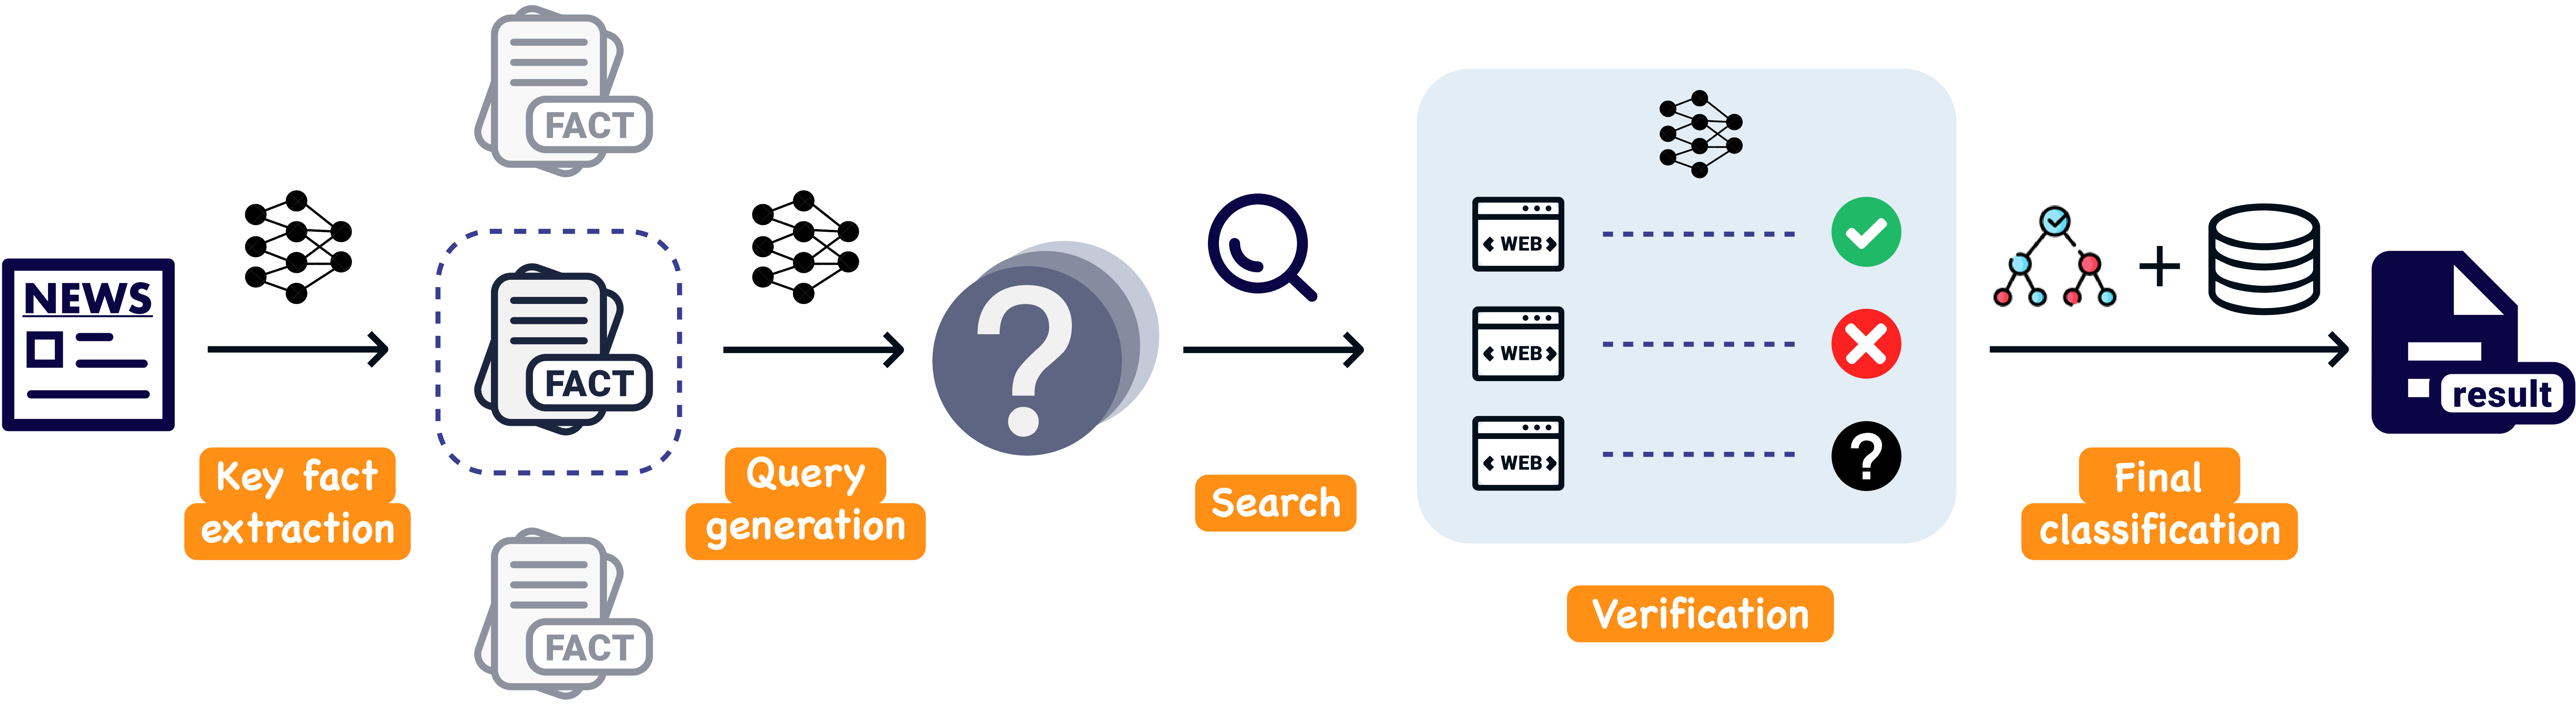 FACT
NEWS
FACT
FACT
Key fact
extraction
Query
generation
?
Search
< WEB >
< WEB >
< WEB >
?
Verification
+
Final
classification
result